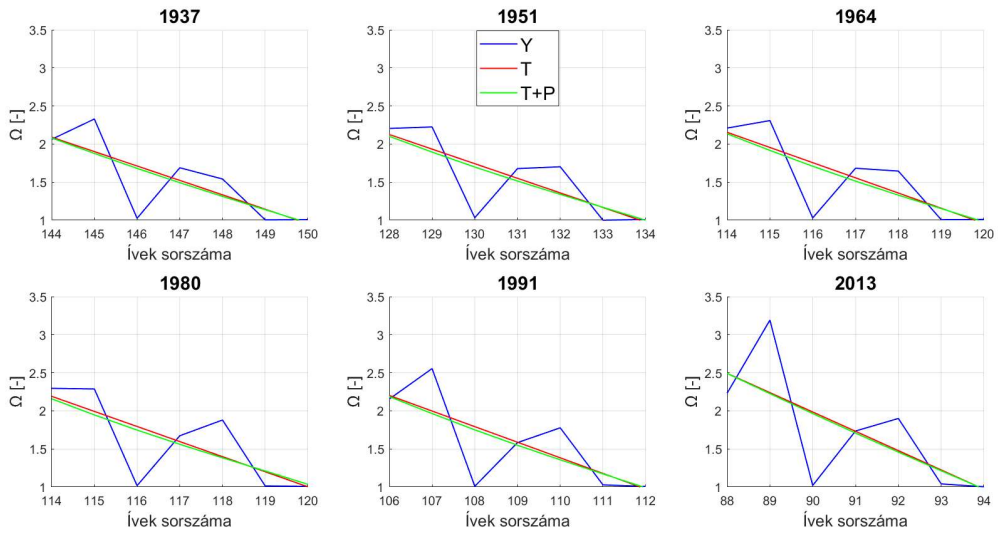 1937
3.5
3
2.5
2
1.5
1
Ω [-]
144 145 146 147 148 149 150
Ívek sorszáma
1951
Y
T
T+P
3.5
3
2.5
2
1.5
1
Ω [-]
128 129 130 131 132 133 134
Ívek sorszáma
1964
3.5
3
2.5
2
1.5
1
Ω [-]
114 115 116 117 118 119 120
Ívek sorszáma
1980
3.5
3
2.5
2
1.5
1
Ω [-]
114 115 116 117 118 119 120
Ívek sorszáma
1991
3.5
3
2.5
2
1.5
1
Ω [-]
106 107 108 109 110 111 112
Ívek sorszáma
2013
3.5
3
2.5
2
1.5
1
Ω [-]
88 89 90 91 92 93 94
Ívek sorszáma